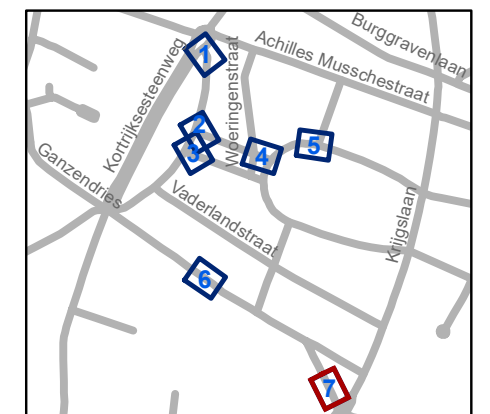 Burggravenlaan
Achilles Musschestraat
Kortrijksesteenweg
Woeringenstraat
1
2
3
4
5
Ganzendries
Vaderlandstraat
Krijgslaan
6
7